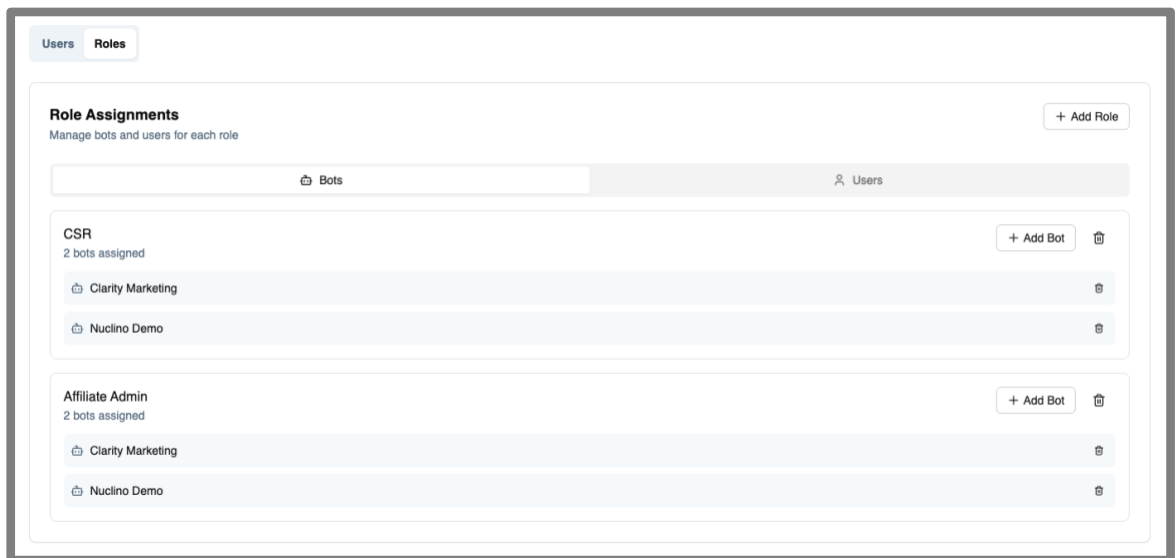 Users Roles
Role Assignments
+ Add Role
Manage bots and users for each role
Bots Users
CSR
+ Add Bot
2 bots assigned
Clarity Marketing
Nuclino Demo
Affiliate Admin
+ Add Bot
2 bots assigned
Clarity Marketing
Nuclino Demo